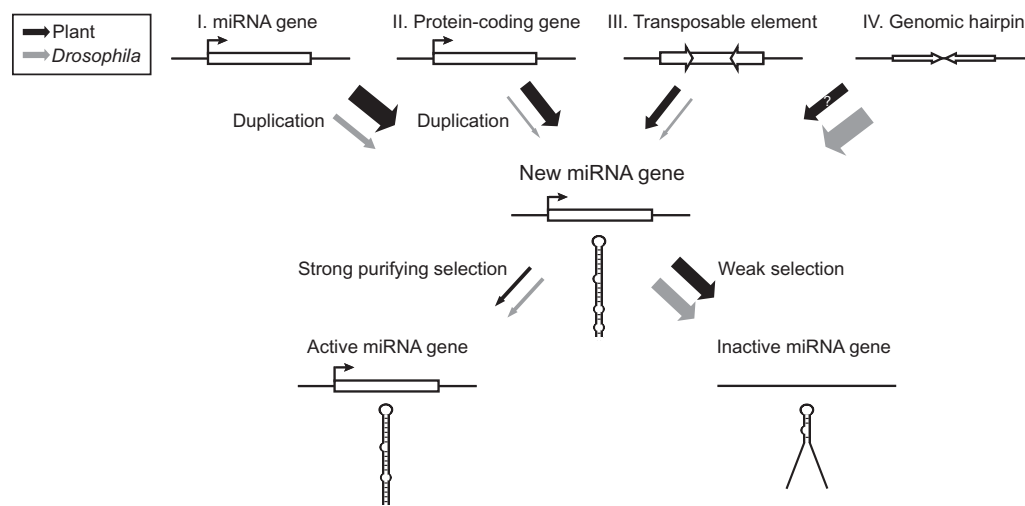 Plant
Drosophila
I. miRNA gene
II. Protein-coding gene
III. Transposable element
IV. Genomic hairpin
Duplication
Duplication
?
New miRNA gene
Strong purifying selection
Weak selection
Active miRNA gene
Inactive miRNA gene